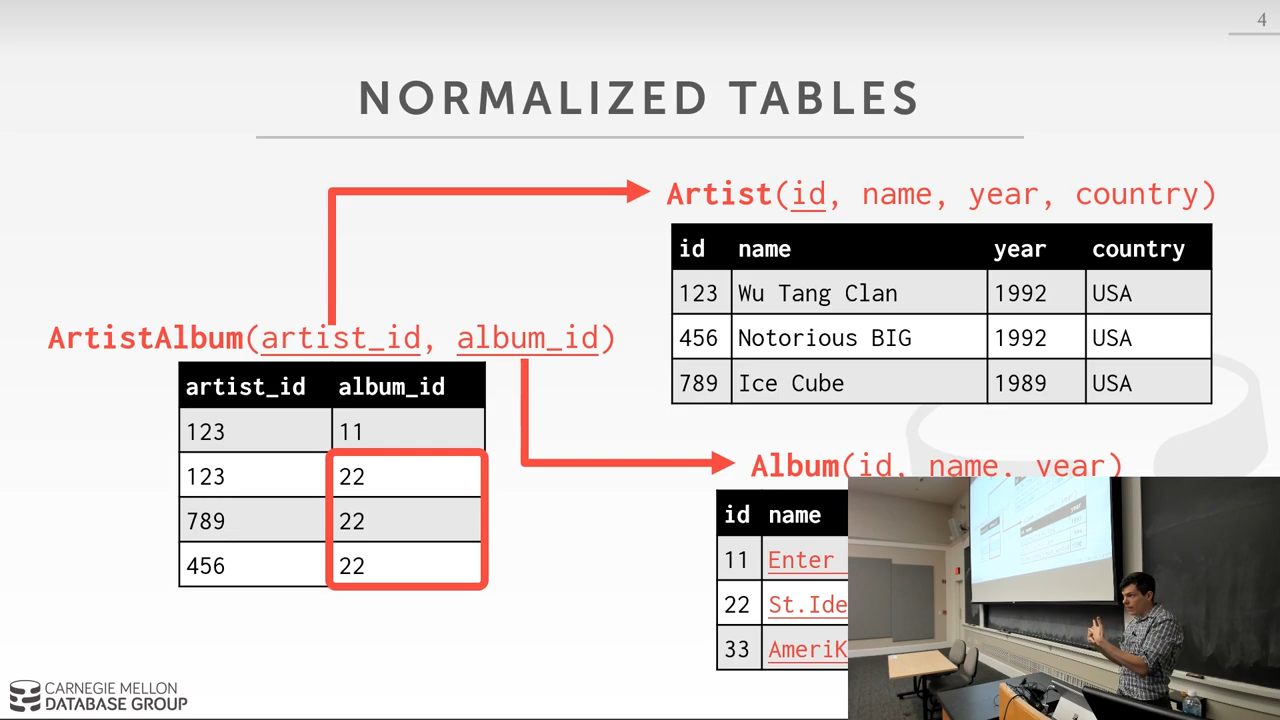 4
NORMALIZED TABLES
Artist(id, name, year, country)
id name year country
123 Wu Tang Clan 1992 USA
456 Notorious BIG 1992 USA
789 Ice Cube 1989 USA
ArtistAlbum(artist_id, album_id)
artist_id album_id
123 11
123 22
789 22
456 22
Album(id, name, year)
id name
11 Enter
22 St.Ide
33 AmeriK
CARNEGIE MELLON
DATABASE GROUP